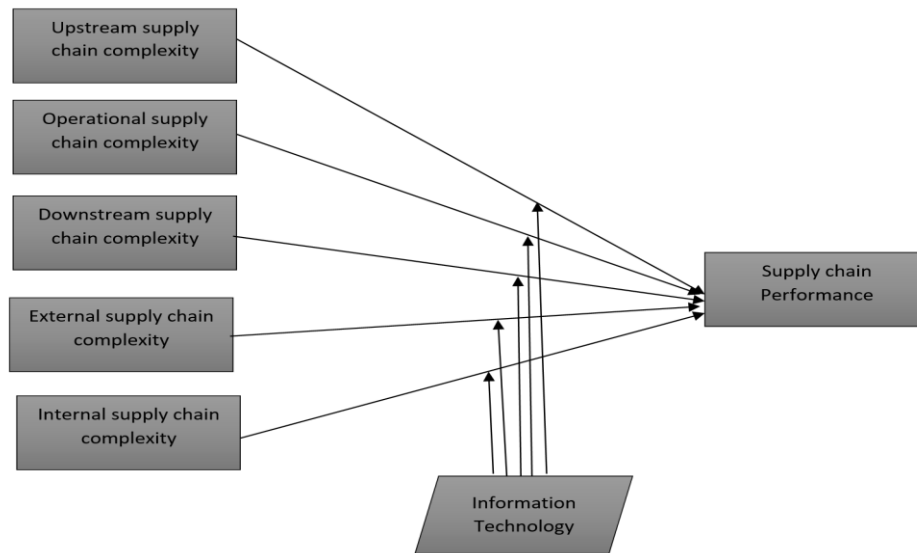 Upstream supply
chain complexity
Operational supply
chain complexity
Downstream supply
chain complexity
External supply chain
complexity
Internal supply chain
complexity
Supply chain
Performance
Information
Technology